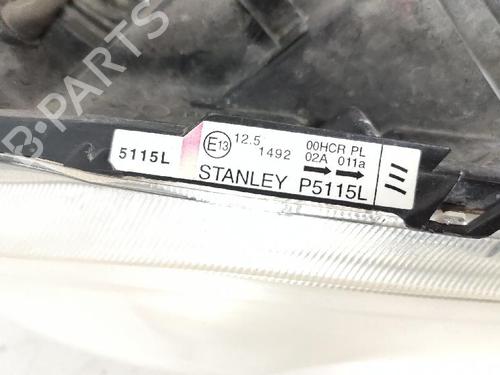 B-PARTS
5115L
E13 12.5 00HCR PL
1492 02A 011a
STANLEY P5115L